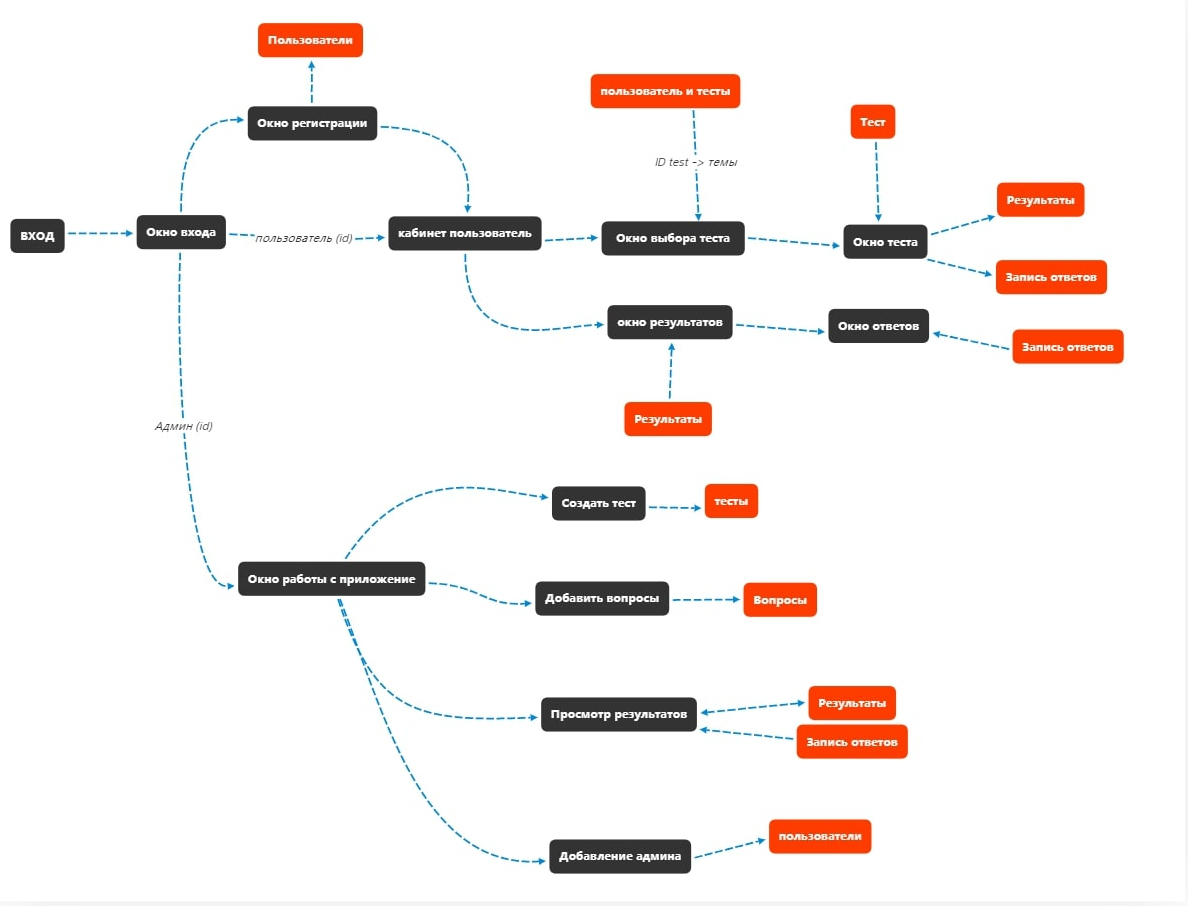 Пользователи
пользователь и тесты
Окно регистрации
Тест
ID test -> темы
Результаты
ВХОД
Окно входа
пользователь (id)
кабинет пользователь
Окно выбора теста
Окно теста
Запись ответов
окно результатов
Окно ответов
Запись ответов
Результаты
Админ (id)
Создать тест
тесты
Окно работы с приложение
Добавить вопросы
Вопросы
Просмотр результатов
Результаты
Запись ответов
Добавление админа
пользователи